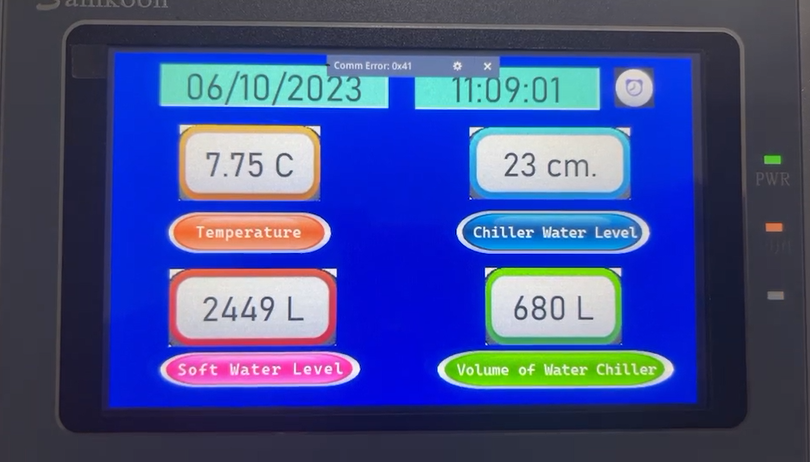 Samkoon
Comm Error: 0x41
06/10/2023 11:09:01
7.75 C
23 cm.
Temperature
Chiller Water Level
2449 L
680 L
Soft Water Level
Volume of Water Chiller
PWR